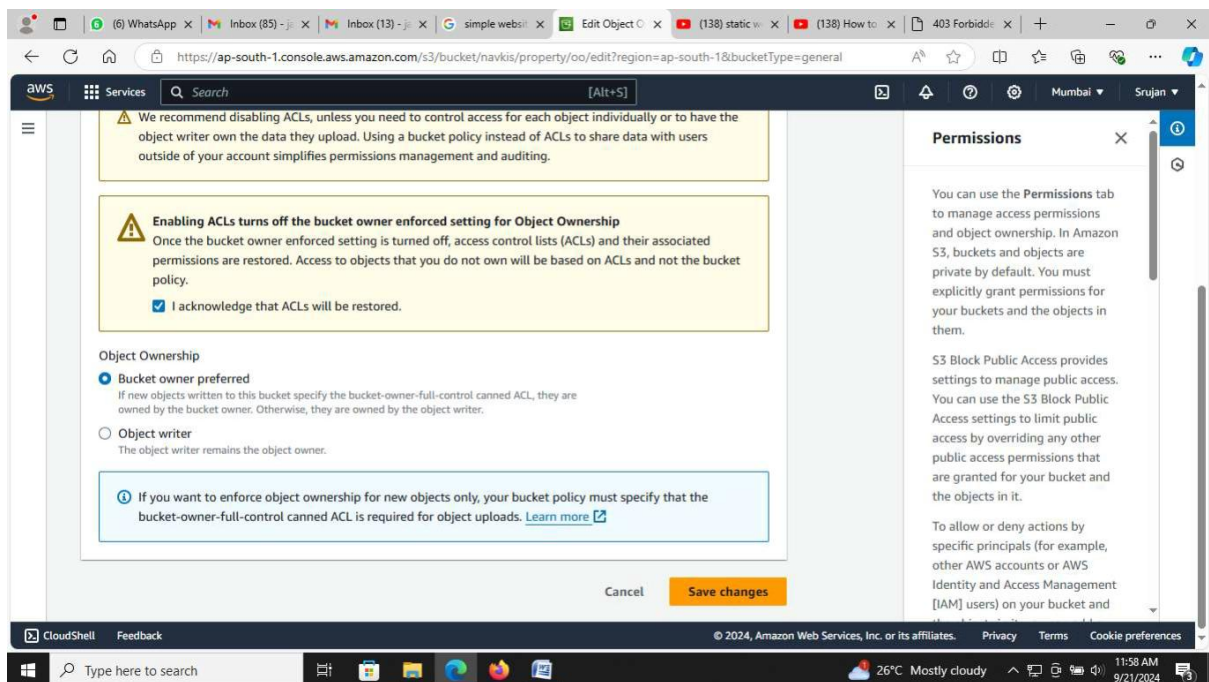 (6) WhatsApp
Inbox (85) - j
Inbox (13) - j
simple websit
Edit Object O
(138) static w
(138) How to
403 Forbidde
https://ap-south-1.console.aws.amazon.com/s3/bucket/navkis/property/oo/edit?region=ap-south-1&bucketType=general
aws
Services
Search
[Alt+S]
Mumbai ▼
Srujan ▼
We recommend disabling ACLs, unless you need to control access for each object individually or to have the
object writer own the data they upload. Using a bucket policy instead of ACLs to share data with users
outside of your account simplifies permissions management and auditing.
Enabling ACLs turns off the bucket owner enforced setting for Object Ownership
Once the bucket owner enforced setting is turned off, access control lists (ACLs) and their associated
permissions are restored. Access to objects that you do not own will be based on ACLs and not the bucket
policy.
I acknowledge that ACLs will be restored.
Object Ownership
Bucket owner preferred
If new objects written to this bucket specify the bucket-owner-full-control canned ACL, they are
owned by the bucket owner. Otherwise, they are owned by the object writer.
Object writer
The object writer remains the object owner.
If you want to enforce object ownership for new objects only, your bucket policy must specify that the
bucket-owner-full-control canned ACL is required for object uploads. Learn more
Cancel
Save changes
Permissions
You can use the Permissions tab
to manage access permissions
and object ownership. In Amazon
S3, buckets and objects are
private by default. You must
explicitly grant permissions for
your buckets and the objects in
them.
S3 Block Public Access provides
settings to manage public access.
You can use the S3 Block Public
Access settings to limit public
access by overriding any other
public access permissions that
are granted for your bucket and
the objects in it.
To allow or deny actions by
specific principals (for example,
other AWS accounts or AWS
Identity and Access Management
[IAM] users) on your bucket and
CloudShell
Feedback
© 2024, Amazon Web Services, Inc. or its affiliates.
Privacy
Terms
Cookie preferences
Type here to search
26°C Mostly cloudy
11:58 AM
9/21/2024